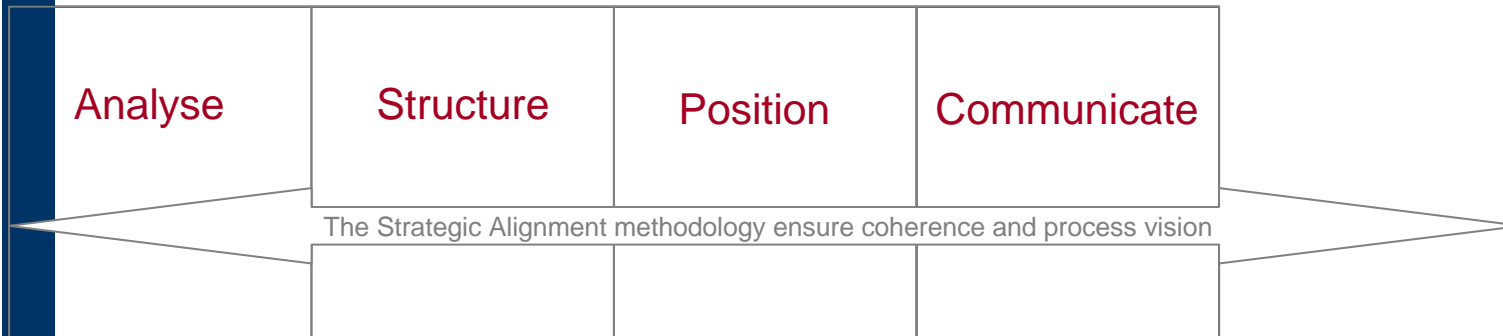 Analyse
Structure
Position
Communicate
The Strategic Alignment methodology ensure coherence and process vision